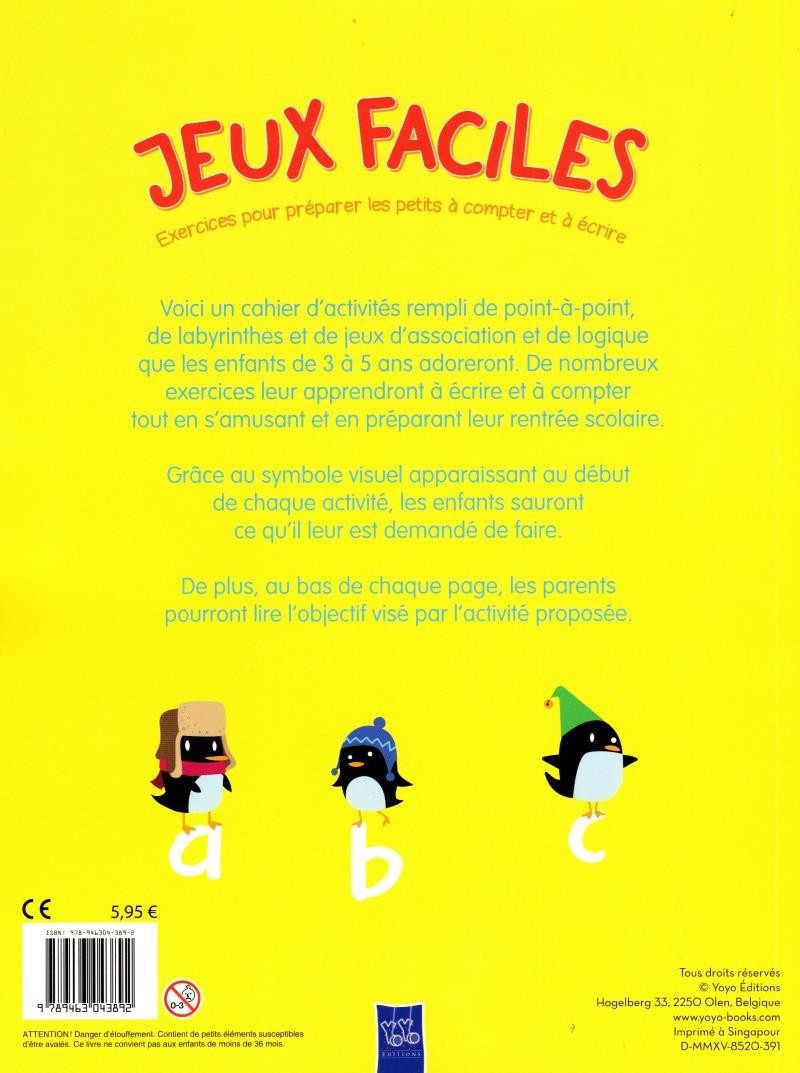 JEUX FACILES
Exercices pour préparer les petits à compter et à écrire
Voici un cahier d'activités rempli de point-à-point,
de labyrinthes et de jeux d'association et de logique
que les enfants de 3 à 5 ans adoreront. De nombreux
exercices leur apprendront à écrire et à compter
tout en s'amusant et en préparant leur rentrée scolaire.
Grâce au symbole visuel apparaissant au début
de chaque activité, les enfants sauront
ce qu'il leur est demandé de faire.
De plus, au bas de chaque page, les parents
pourront lire l'objectif visé par l'activité proposée.
a b c
CE 5,95 €
ISBN: 978-946304-389-2
9 789463 043892
0-3
ATTENTION! Danger d'étouffement. Contient de petits éléments susceptibles
d'être avalés. Ce livre ne convient pas aux enfants de moins de 36 mois.
YOYO
ÉDITIONS
Tous droits réservés
© Yoyo Éditions
Hagelberg 33, 2250 Olen, Belgique
www.yoyo-books.com
Imprimé à Singapour
D-MMXV-8520-391